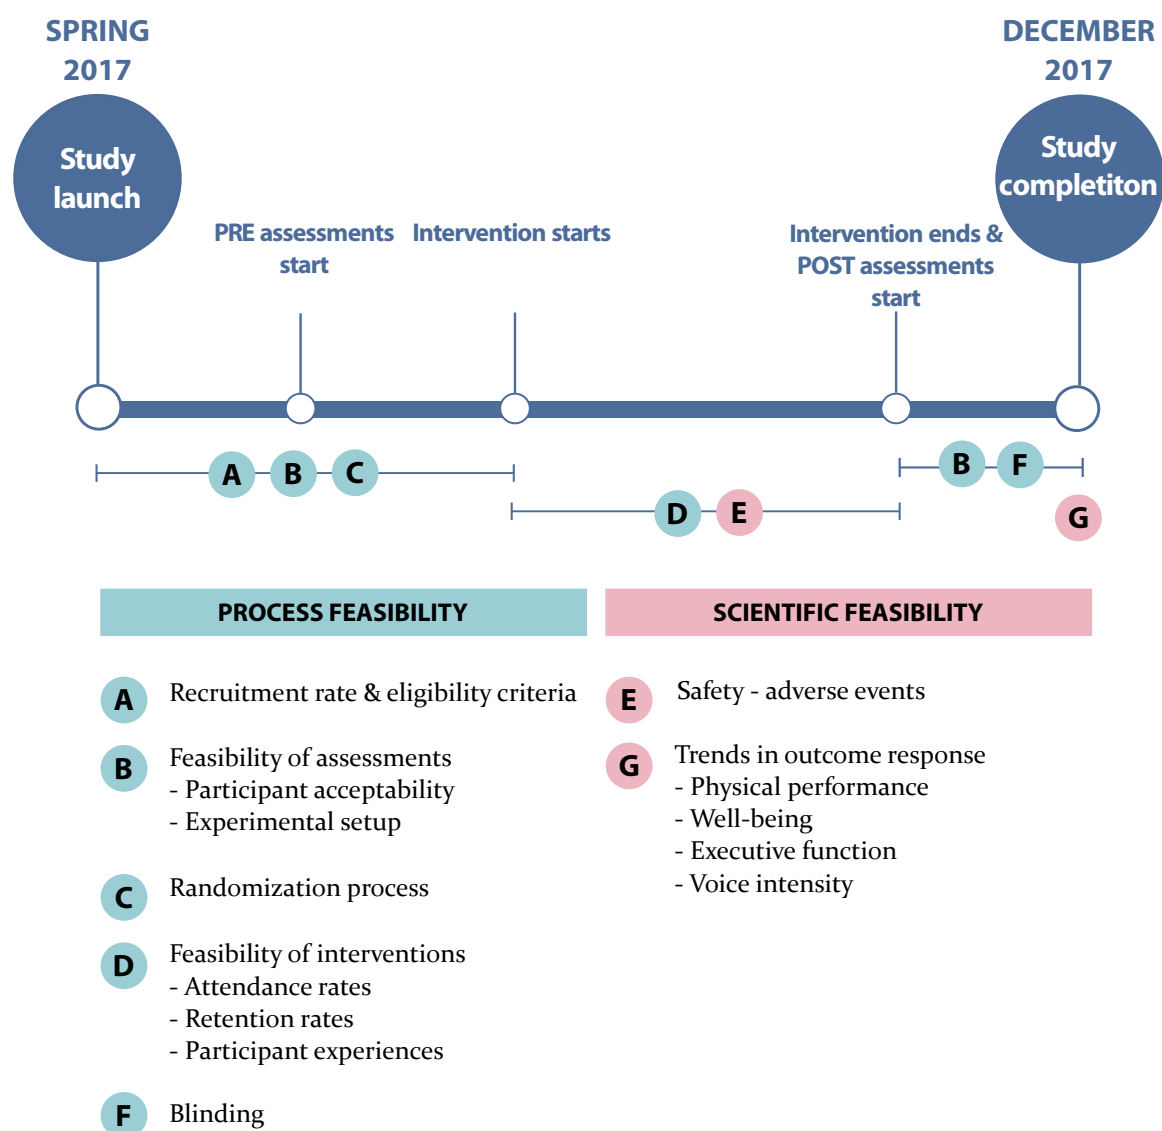 SPRING
2017
DECEMBER
2017
Study
launch
Study
completiton
PRE assessments
start
Intervention starts
Intervention ends &
POST assessments
start
A B C
B F
D E
G
PROCESS FEASIBILITY
SCIENTIFIC FEASIBILITY
A Recruitment rate & eligibility criteria
B Feasibility of assessments
- Participant acceptability
- Experimental setup
C Randomization process
D Feasibility of interventions
- Attendance rates
- Retention rates
- Participant experiences
F Blinding
E Safety - adverse events
G Trends in outcome response
- Physical performance
- Well-being
- Executive function
- Voice intensity